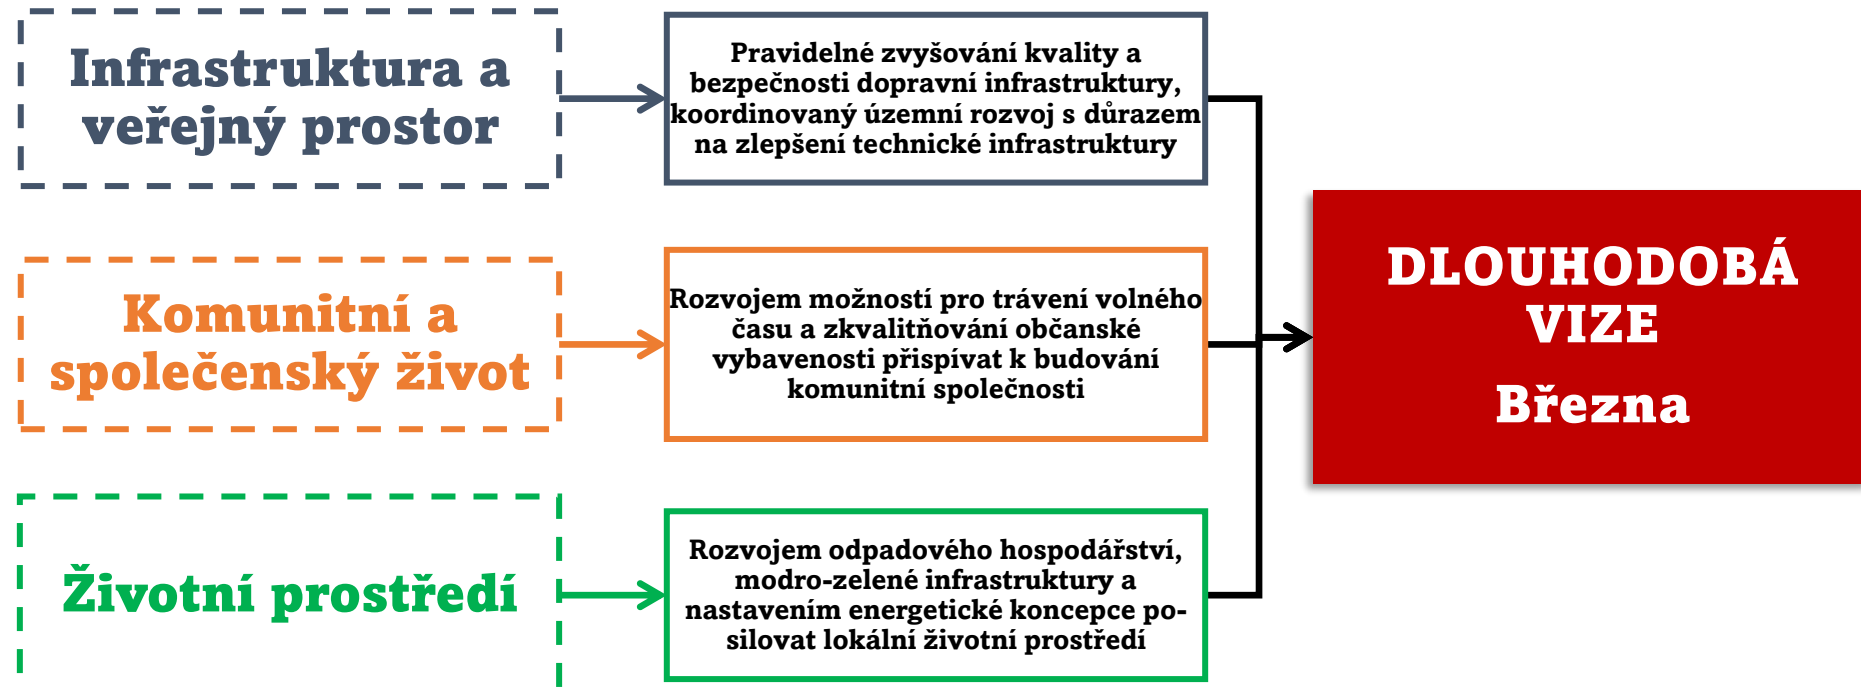 Infrastruktura a
veřejný prostor
Pravidelné zvyšování kvality a
bezpečnosti dopravní infrastruktury,
koordinovaný územní rozvoj s důrazem
na zlepšení technické infrastruktury
Komunitní a
společenský život
Rozvojem možností pro trávení volného
času a zkvalitňování občanské
vybavenosti přispívat k budování
komunitní společnosti
Životní prostředí
Rozvojem odpadového hospodářství,
modro-zelené infrastruktury a
nastavením energetické koncepce po-
silovat lokální životní prostředí
DLOUHODOBÁ
VIZE
Března